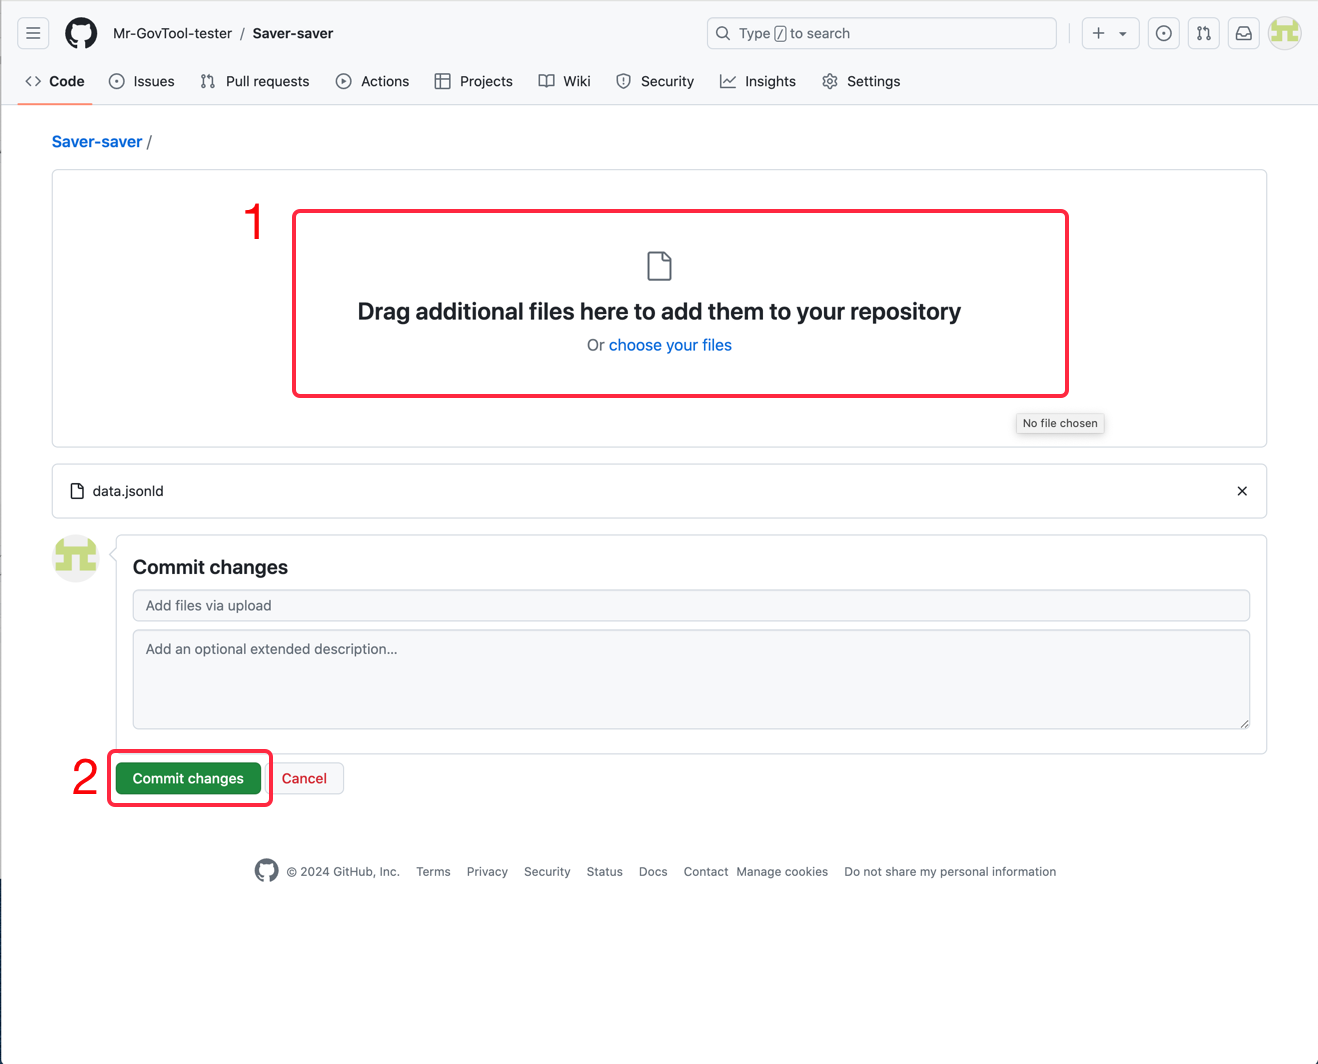 Mr-GovTool-tester / Saver-saver
Type / to search
Code Issues Pull requests Actions Projects Wiki Security Insights Settings
Saver-saver /
1
Drag additional files here to add them to your repository
Or choose your files
No file chosen
data.jsonld
Commit changes
Add files via upload
Add an optional extended description...
2 Commit changes Cancel
© 2024 GitHub, Inc. Terms Privacy Security Status Docs Contact Manage cookies Do not share my personal information